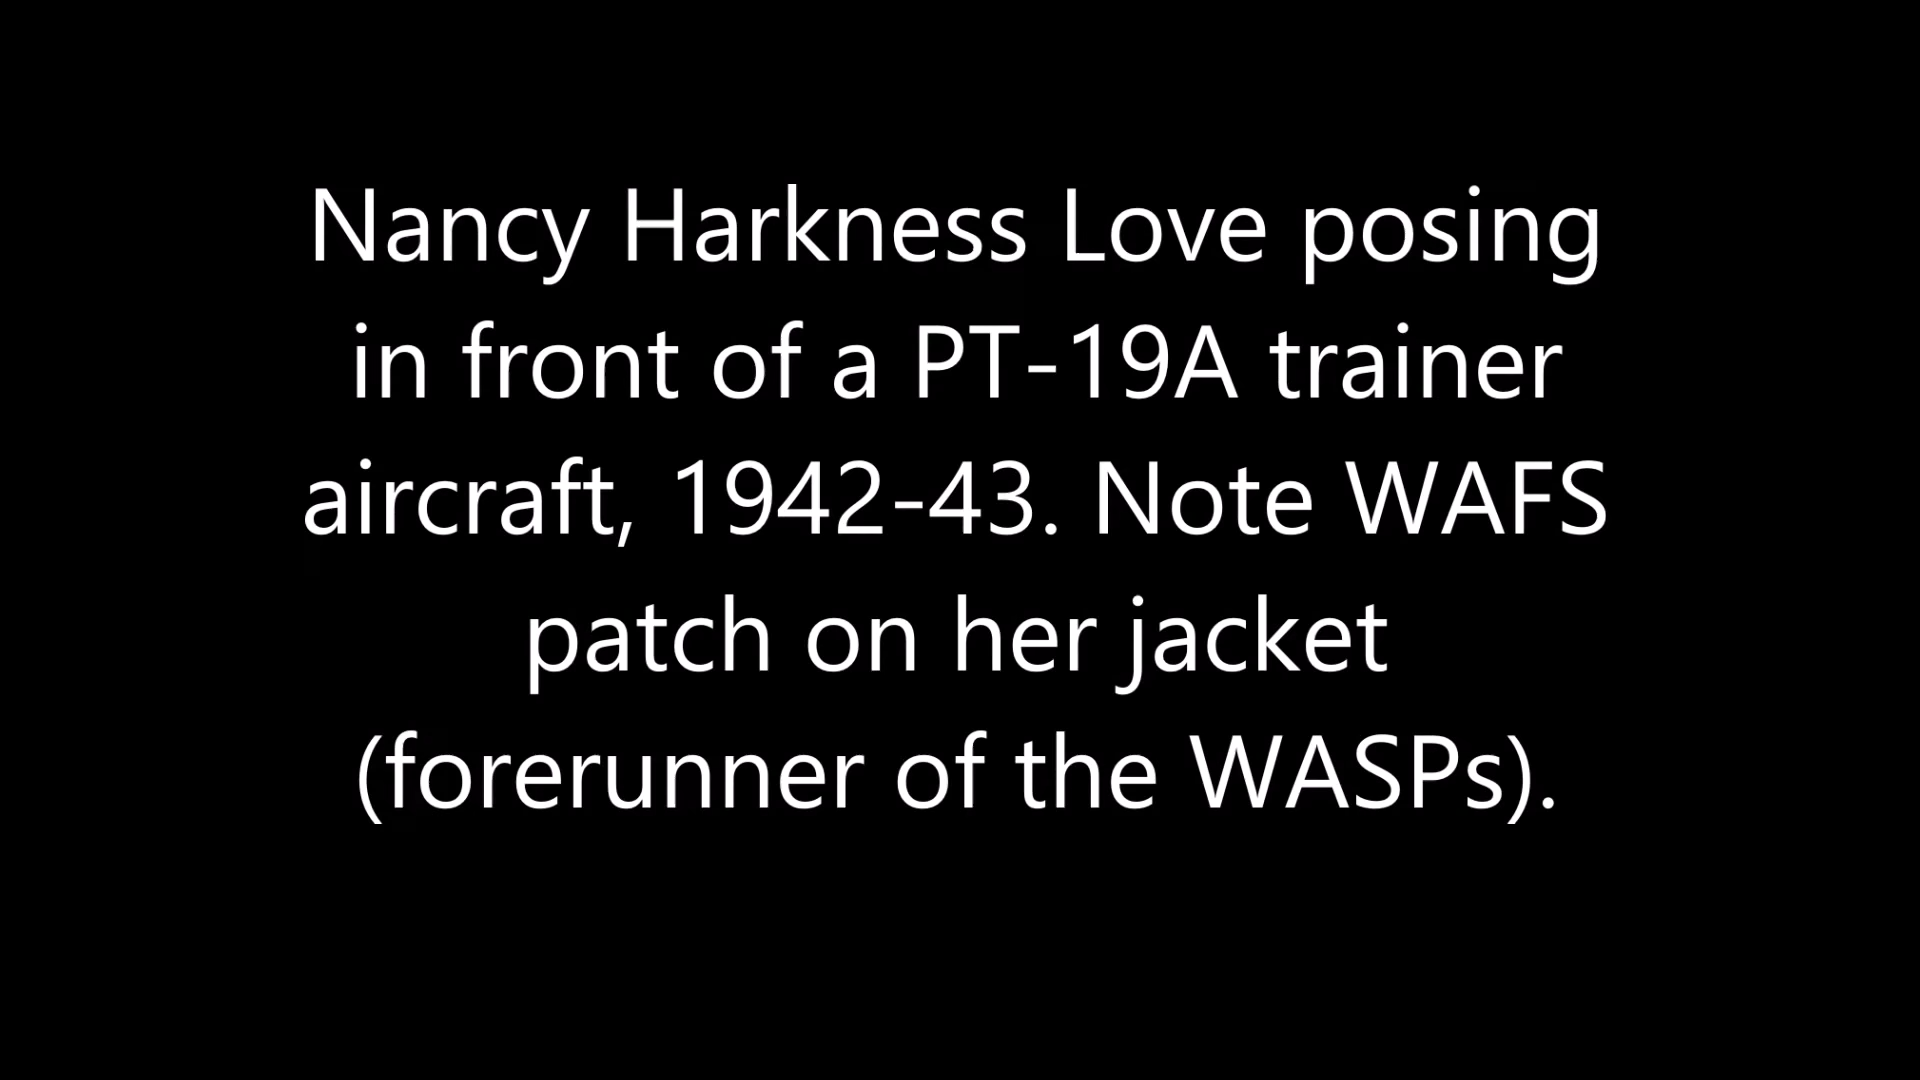 Nancy Harkness Love posing
in front of a PT-19A trainer
aircraft, 1942-43. Note WAFS
patch on her jacket
(forerunner of the WASPs).